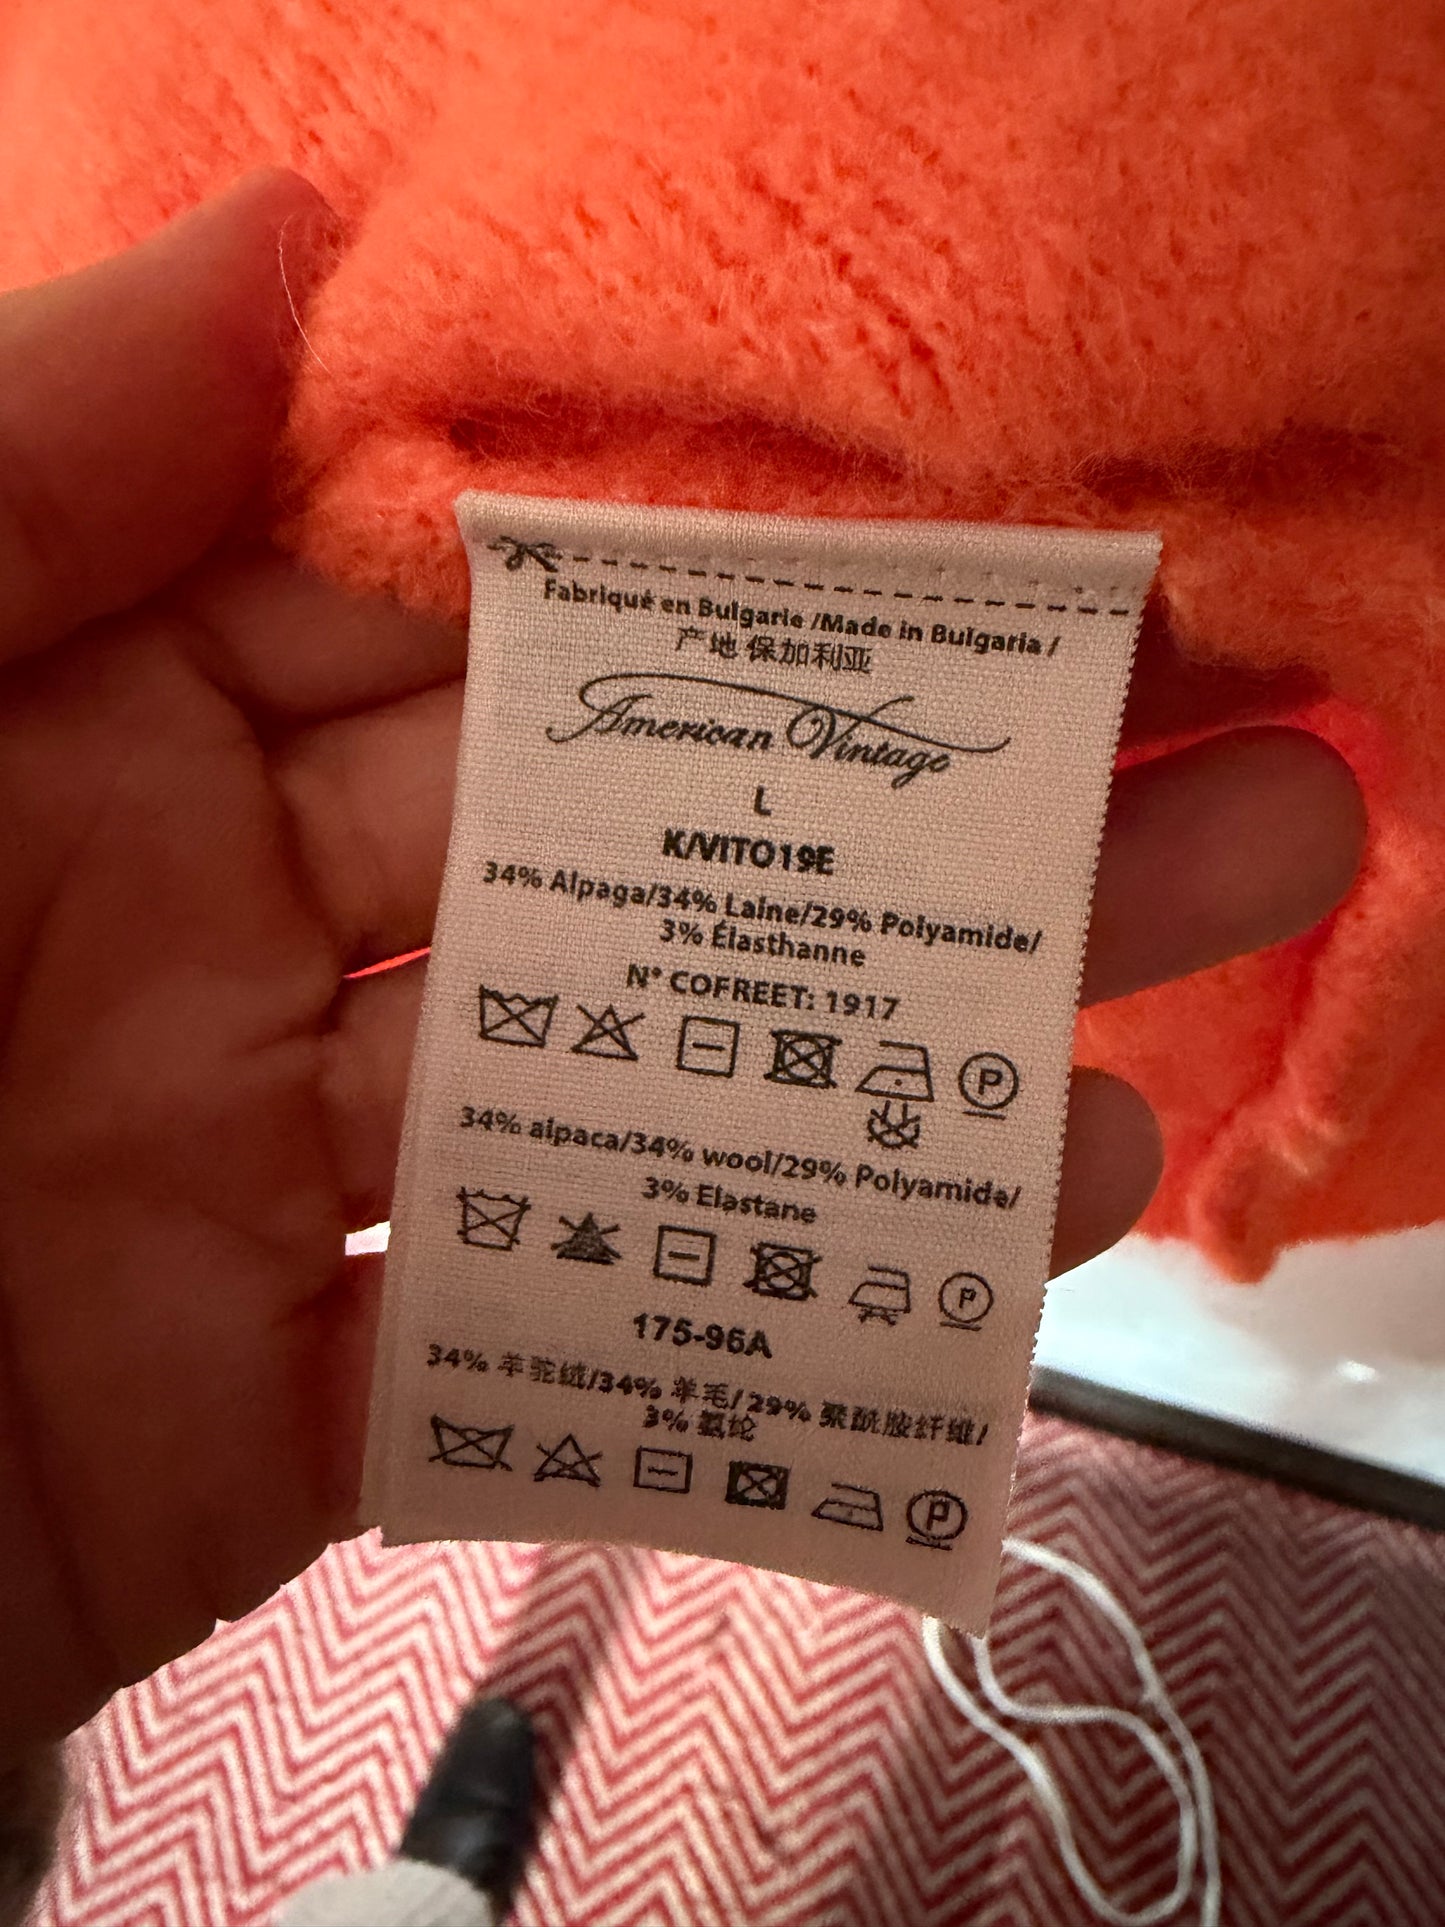 Fabriqué en Bulgarie /Made in Bulgaria /
产地 保加利亚
American Vintage
L
K/VITO19E
34% Alpaga/34% Laine/29% Polyamide/
3% Élasthanne
N° COFREET: 1917
P
34% alpaca/34% wool/29% Polyamide/
3% Elastane
P
175-96A
34% 羊驼绒/34% 羊毛/ 29% 聚酰胺纤维/
3% 氨纶
P